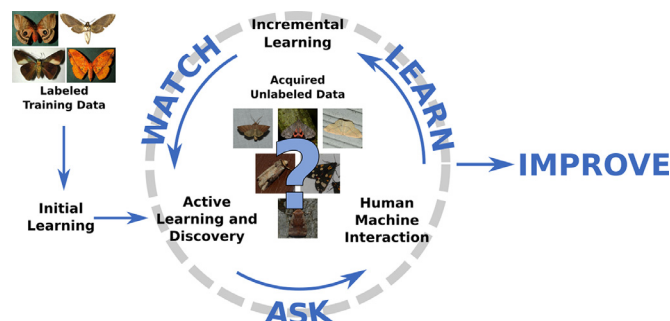 Labeled
Training Data
Initial
Learning
WATCH
Incremental
Learning
LEARN
Acquired
Unlabeled Data
?
Active
Learning and
Discovery
Human
Machine
Interaction
ASK
IMPROVE